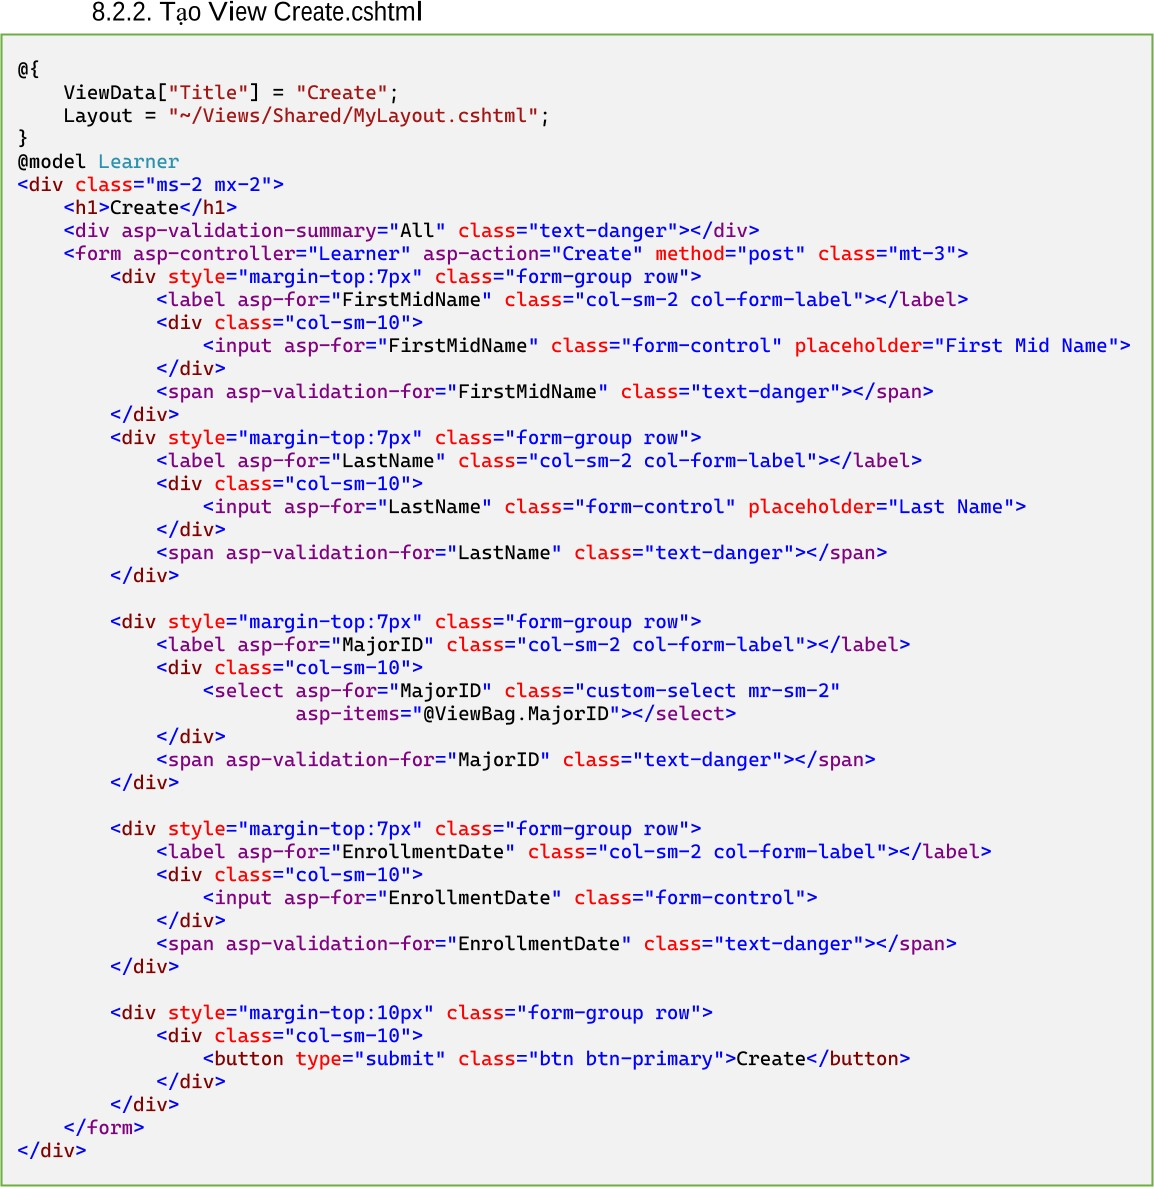 8.2.2. Tạo View Create.cshtml
@{
    ViewData["Title"] = "Create";
    Layout = "~/Views/Shared/MyLayout.cshtml";
}
@model Learner
<div class="ms-2 mx-2">
    <h1>Create</h1>
    <div asp-validation-summary="All" class="text-danger"></div>
    <form asp-controller="Learner" asp-action="Create" method="post" class="mt-3">
        <div style="margin-top:7px" class="form-group row">
            <label asp-for="FirstMidName" class="col-sm-2 col-form-label"></label>
            <div class="col-sm-10">
                <input asp-for="FirstMidName" class="form-control" placeholder="First Mid Name">
            </div>
            <span asp-validation-for="FirstMidName" class="text-danger"></span>
        </div>
        <div style="margin-top:7px" class="form-group row">
            <label asp-for="LastName" class="col-sm-2 col-form-label"></label>
            <div class="col-sm-10">
                <input asp-for="LastName" class="form-control" placeholder="Last Name">
            </div>
            <span asp-validation-for="LastName" class="text-danger"></span>
        </div>

        <div style="margin-top:7px" class="form-group row">
            <label asp-for="MajorID" class="col-sm-2 col-form-label"></label>
            <div class="col-sm-10">
                <select asp-for="MajorID" class="custom-select mr-sm-2"
                        asp-items="@ViewBag.MajorID"></select>
            </div>
            <span asp-validation-for="MajorID" class="text-danger"></span>
        </div>

        <div style="margin-top:7px" class="form-group row">
            <label asp-for="EnrollmentDate" class="col-sm-2 col-form-label"></label>
            <div class="col-sm-10">
                <input asp-for="EnrollmentDate" class="form-control">
            </div>
            <span asp-validation-for="EnrollmentDate" class="text-danger"></span>
        </div>

        <div style="margin-top:10px" class="form-group row">
            <div class="col-sm-10">
                <button type="submit" class="btn btn-primary">Create</button>
            </div>
        </div>
    </form>
</div>